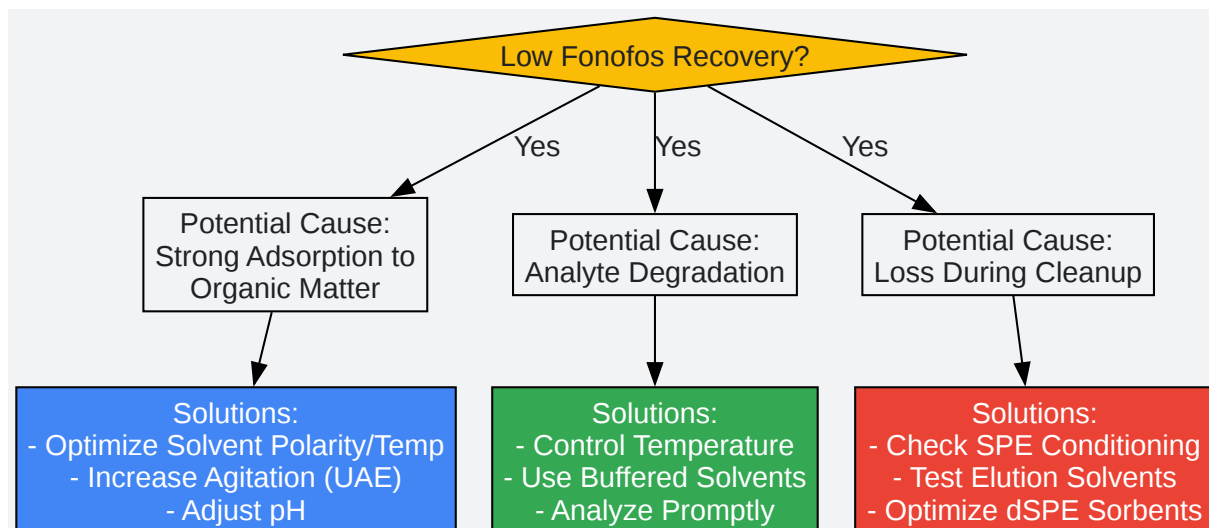 Low Fonofos Recovery?
Yes
Yes
Yes
Potential Cause:
Strong Adsorption to
Organic Matter
Potential Cause:
Analyte Degradation
Potential Cause:
Loss During Cleanup
Solutions:
- Optimize Solvent Polarity/Temp
- Increase Agitation (UAE)
- Adjust pH
Solutions:
- Control Temperature
- Use Buffered Solvents
- Analyze Promptly
Solutions:
- Check SPE Conditioning
- Test Elution Solvents
- Optimize dSPE Sorbents